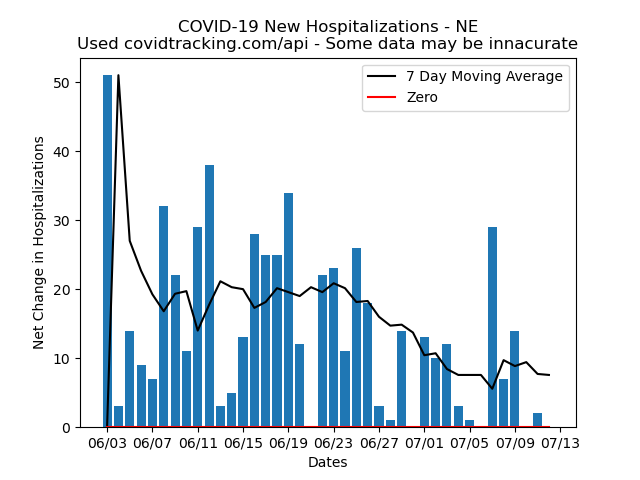 COVID-19 New Hospitalizations - NE
Used covidtracking.com/api - Some data may be innacurate
7 Day Moving Average
Zero
Net Change in Hospitalizations
50
40
30
20
10
0
06/03 06/07 06/11 06/15 06/19 06/23 06/27 07/01 07/05 07/09 07/13
Dates